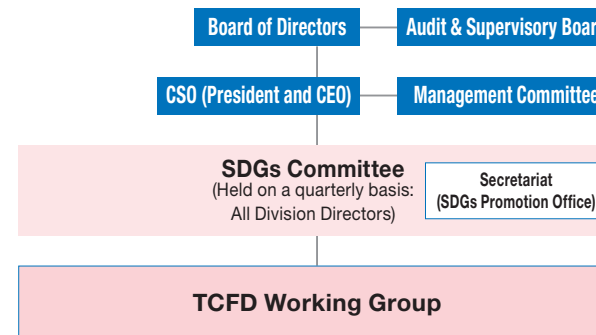 Board of Directors
Audit & Supervisory Boar
CSO (President and CEO)
Management Committee
SDGs Committee
(Held on a quarterly basis:
All Division Directors)
Secretariat
(SDGs Promotion Office)
TCFD Working Group